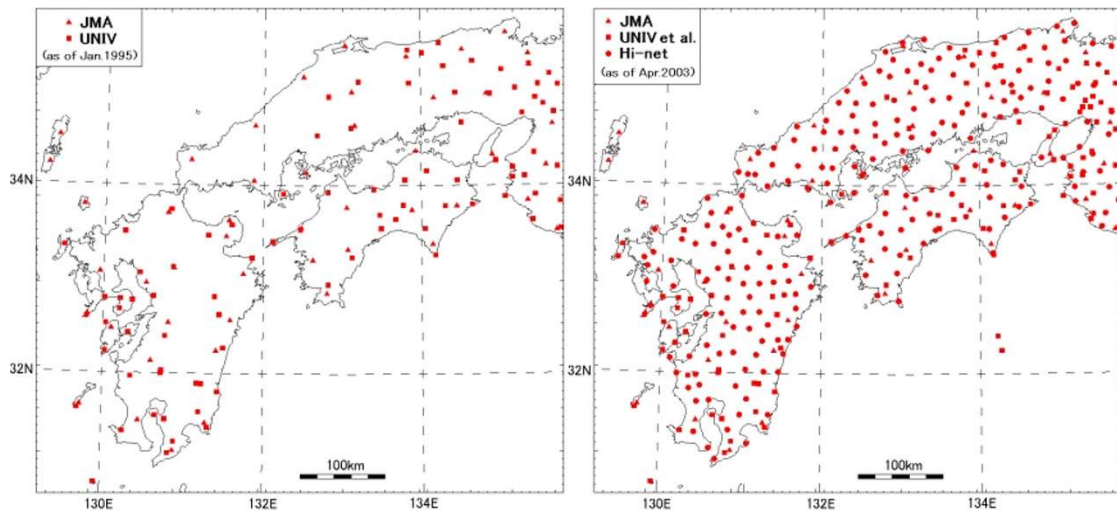 JMA
UNIV
(as of Jan.1995)
34N
32N
100km
130E
132E
134E
JMA
UNIV et al.
Hi-net
(as of Apr.2003)
34N
32N
100km
130E
132E
134E